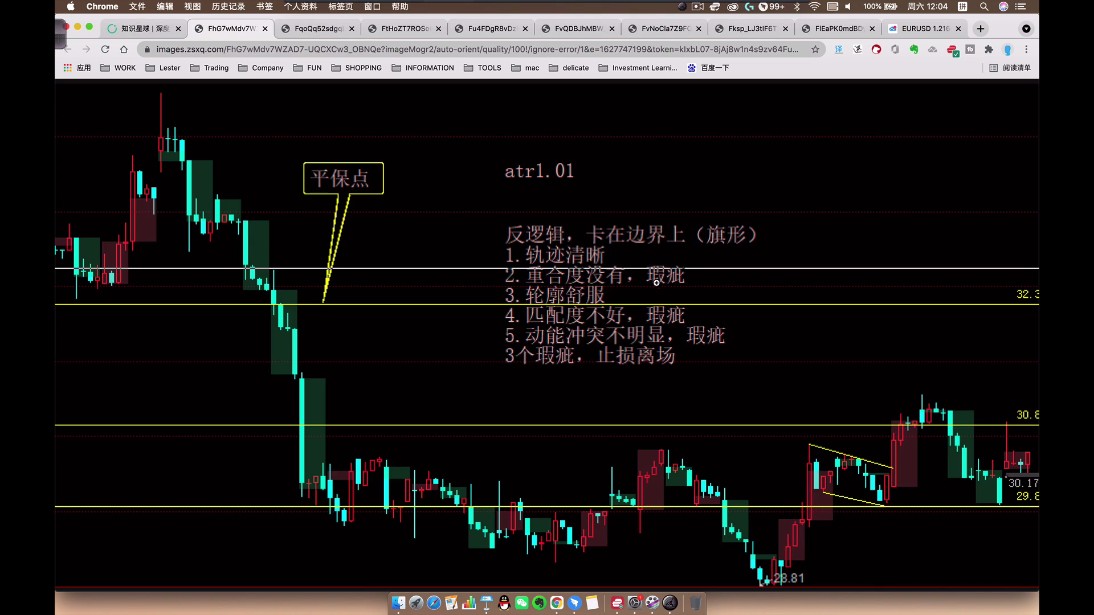 Chrome 文件 编辑 视图 历史记录 书签 个人资料 标签页 窗口 帮助 99+ 100% 周六 12:04
知识星球 | 深度 FhG7wMdv7W FqoQq52sdgq FtHoZT7ROSo FU4FDgR8vDz FvQDBJhMBW FvNoCla7Z9F Fksp_LJ3tIF6T FIEaPK0mdBD EURUSD 1.216
images.zsxq.com/FhG7wMdv7WZAD7-UQCXCw3_OBNQe?imageMogr2/auto-orient/quality/100!/ignore-error/1&e=1627747199&token=kIxbL07-8jAj8w1n4s9zv64Fu...
应用 WORK Lester Trading Company FUN SHOPPING INFORMATION TOOLS mac delicate Investment Learni... 百度一下 阅读清单
平保点
atr1.01
反逻辑，卡在边界上（旗形）
1.轨迹清晰
2.重合度没有，瑕疵
3.轮廓舒服
4.匹配度不好，瑕疵
5.动能冲突不明显，瑕疵
3个瑕疵，止损离场
32.3
30.8
30.17
29.8
28.81